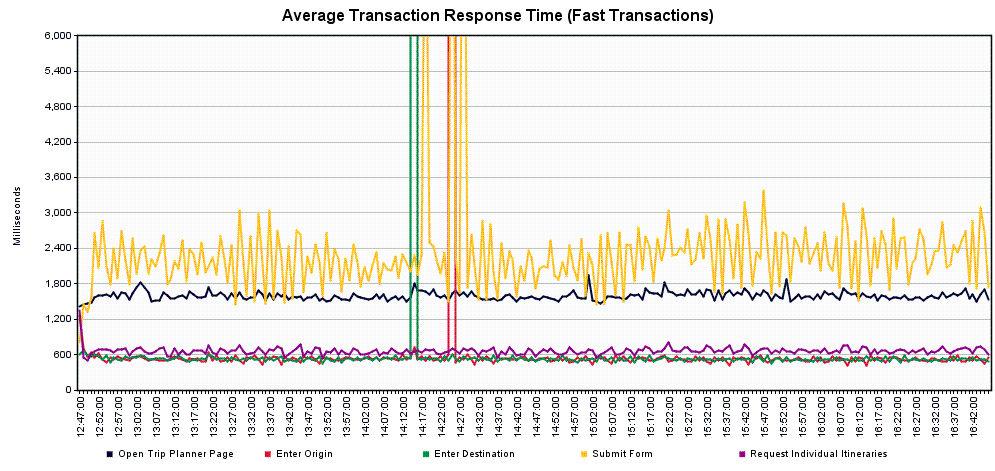 Average Transaction Response Time (Fast Transactions)
6,000
5,400
4,800
4,200
3,600
3,000
2,400
1,800
1,200
600
0
Milliseconds
12:47:00 12:52:00 12:57:00 13:02:00 13:07:00 13:12:00 13:17:00 13:22:00 13:27:00 13:32:00 13:37:00 13:42:00 13:47:00 13:52:00 13:57:00 14:02:00 14:07:00 14:12:00 14:17:00 14:22:00 14:27:00 14:32:00 14:37:00 14:42:00 14:47:00 14:52:00 14:57:00 15:02:00 15:07:00 15:12:00 15:17:00 15:22:00 15:27:00 15:32:00 15:37:00 15:42:00 15:47:00 15:52:00 15:57:00 16:02:00 16:07:00 16:12:00 16:17:00 16:22:00 16:27:00 16:32:00 16:37:00 16:42:00
Open Trip Planner Page Enter Origin Enter Destination Submit Form Request Individual Itineraries